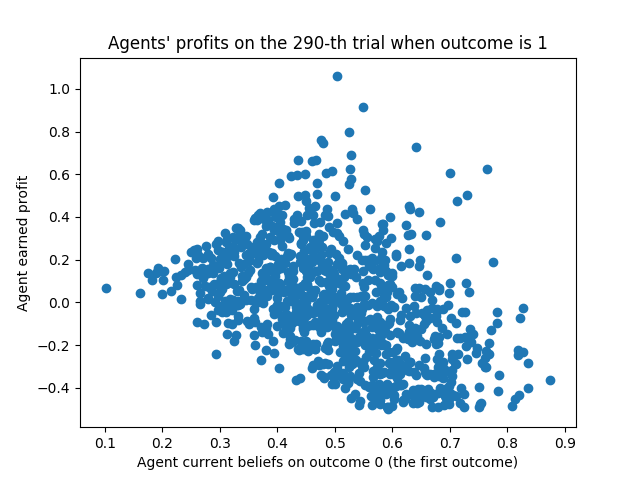 Agents' profits on the 290-th trial when outcome is 1
Agent earned profit
1.0
0.8
0.6
0.4
0.2
0.0
−0.2
−0.4
0.1 0.2 0.3 0.4 0.5 0.6 0.7 0.8 0.9
Agent current beliefs on outcome 0 (the first outcome)